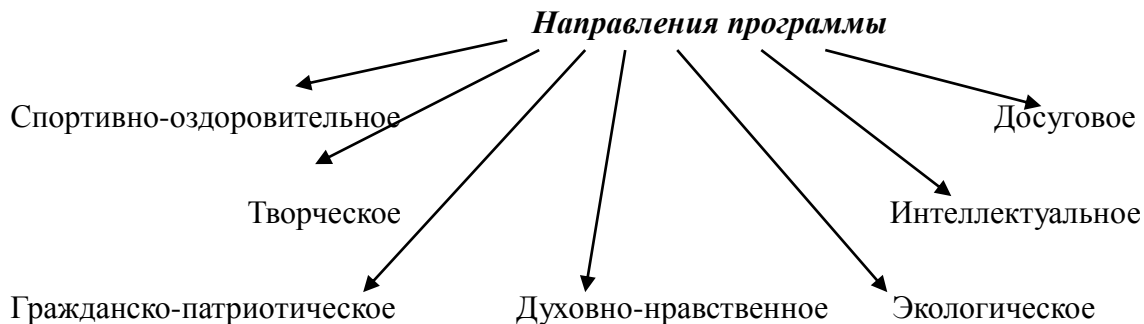 Направления программы
Спортивно-оздоровительное Досуговое
Творческое Интеллектуальное
Гражданско-патриотическое Духовно-нравственное Экологическое